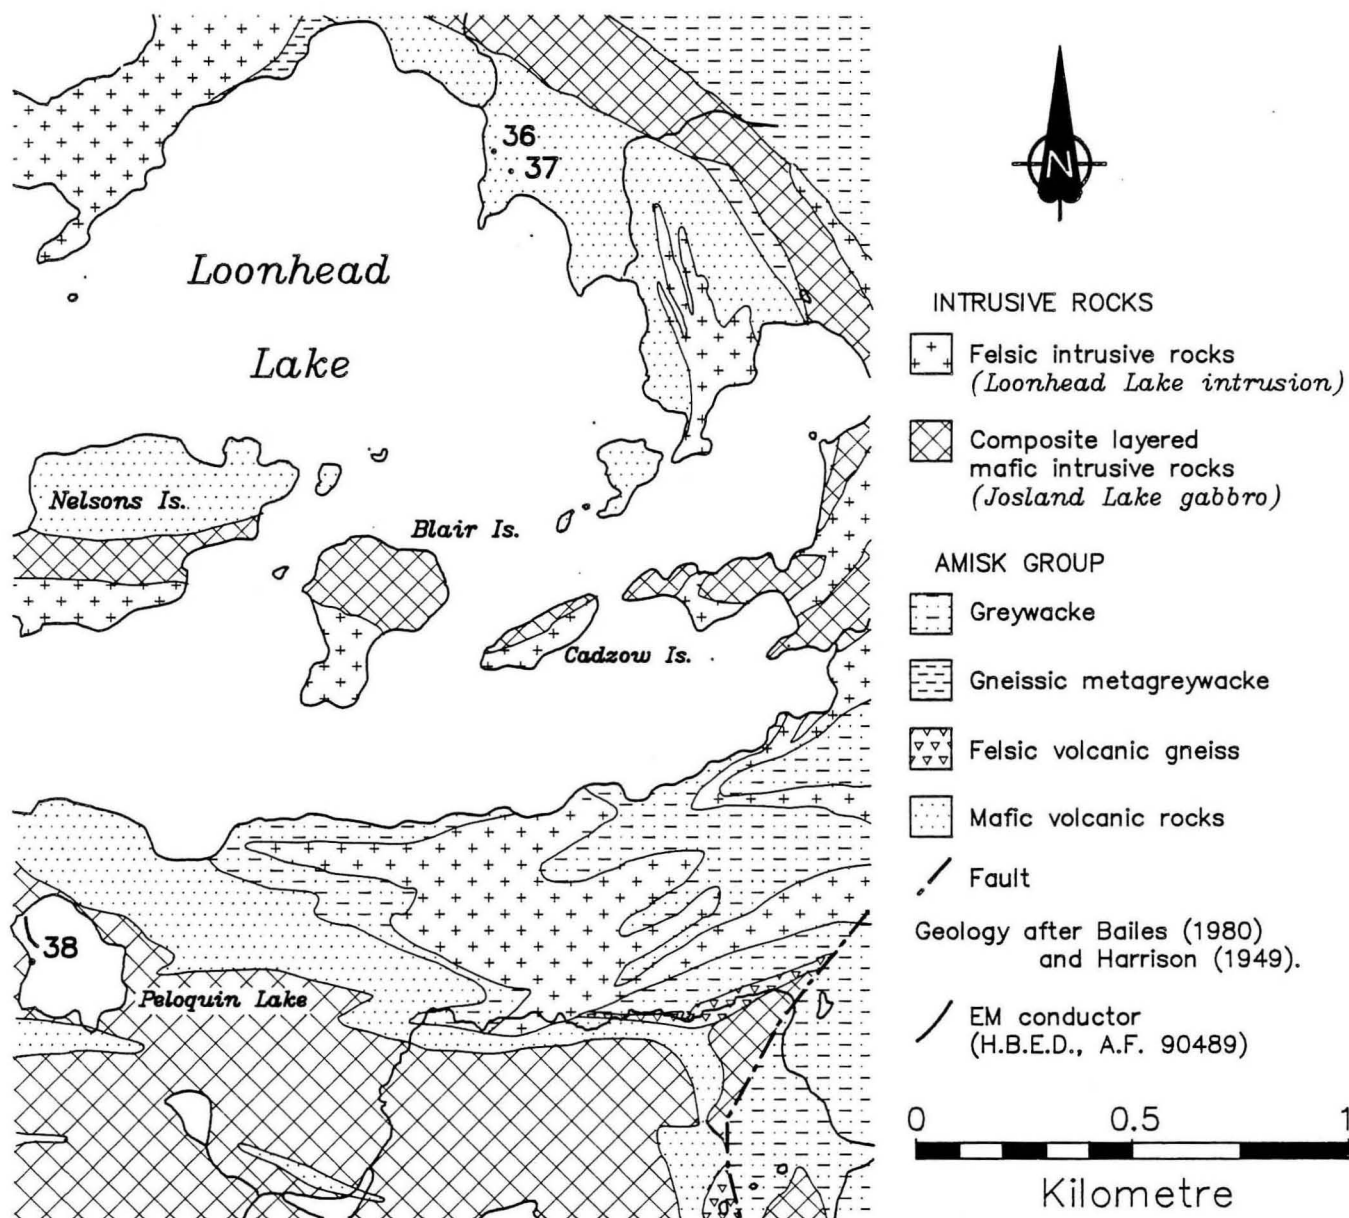 36
37
Loonhead
Lake
Nelsons Is.
Blair Is.
Cadzow Is.
38
Peloquin Lake
N
INTRUSIVE ROCKS
Felsic intrusive rocks
(Loonhead Lake intrusion)
Composite layered
mafic intrusive rocks
(Josland Lake gabbro)
AMISK GROUP
Greywacke
Gneissic metagreywacke
Felsic volcanic gneiss
Mafic volcanic rocks
Fault
Geology after Bailes (1980)
and Harrison (1949).
EM conductor
(H.B.E.D., A.F. 90489)
0 0.5 1
Kilometre